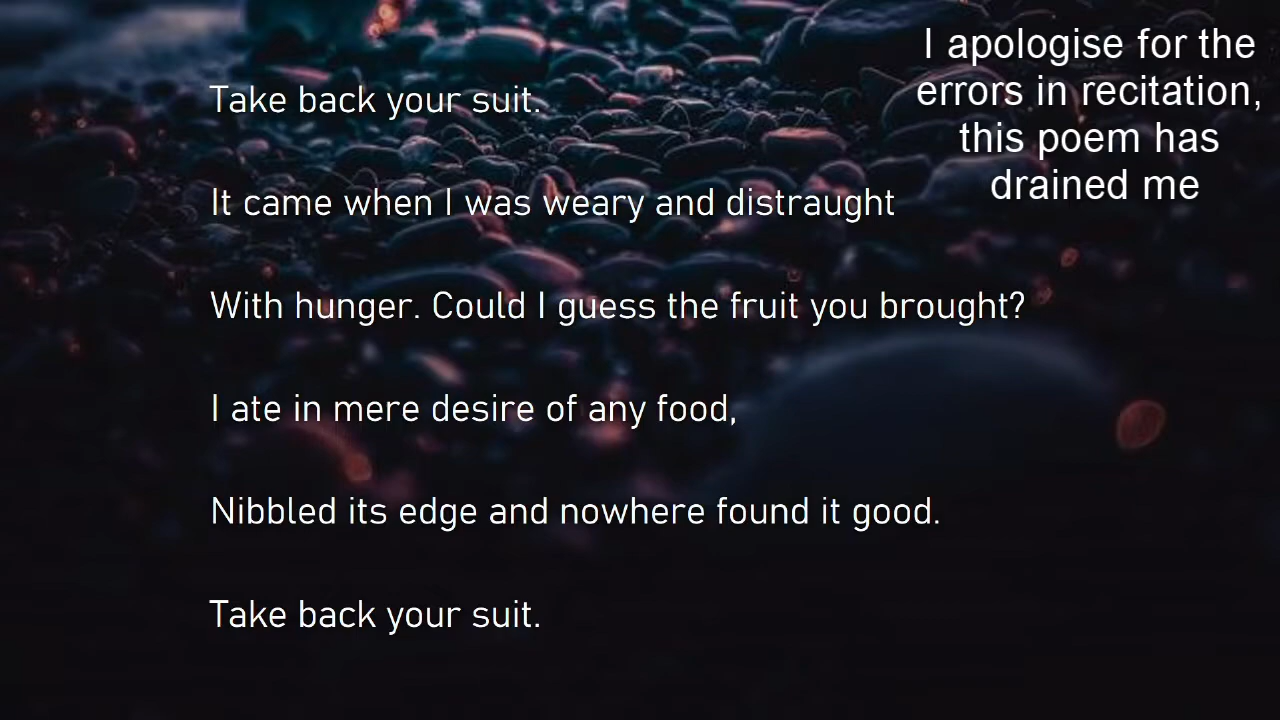 Take back your suit.
It came when I was weary and distraught
With hunger. Could I guess the fruit you brought?
I ate in mere desire of any food,
Nibbled its edge and nowhere found it good.
Take back your suit.
I apologise for the
errors in recitation,
this poem has
drained me